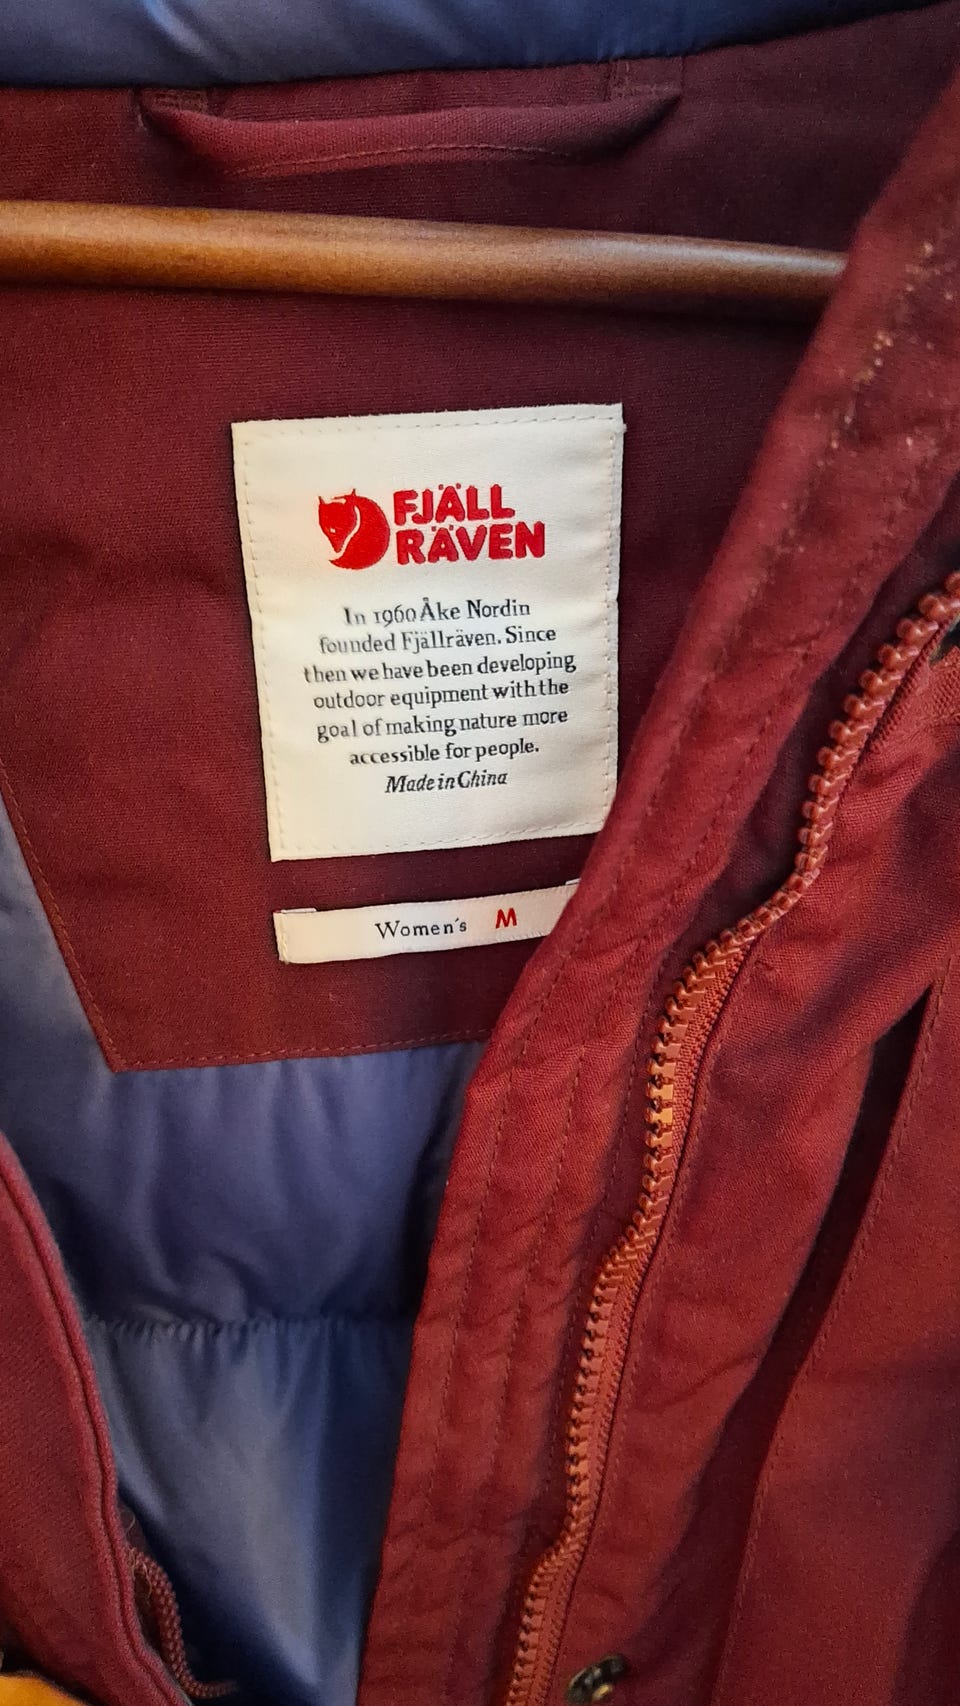 FJÄLL
RÄVEN
In 1960 Åke Nordin
founded Fjällräven. Since
then we have been developing
outdoor equipment with the
goal of making nature more
accessible for people.
Made in China
Women's M